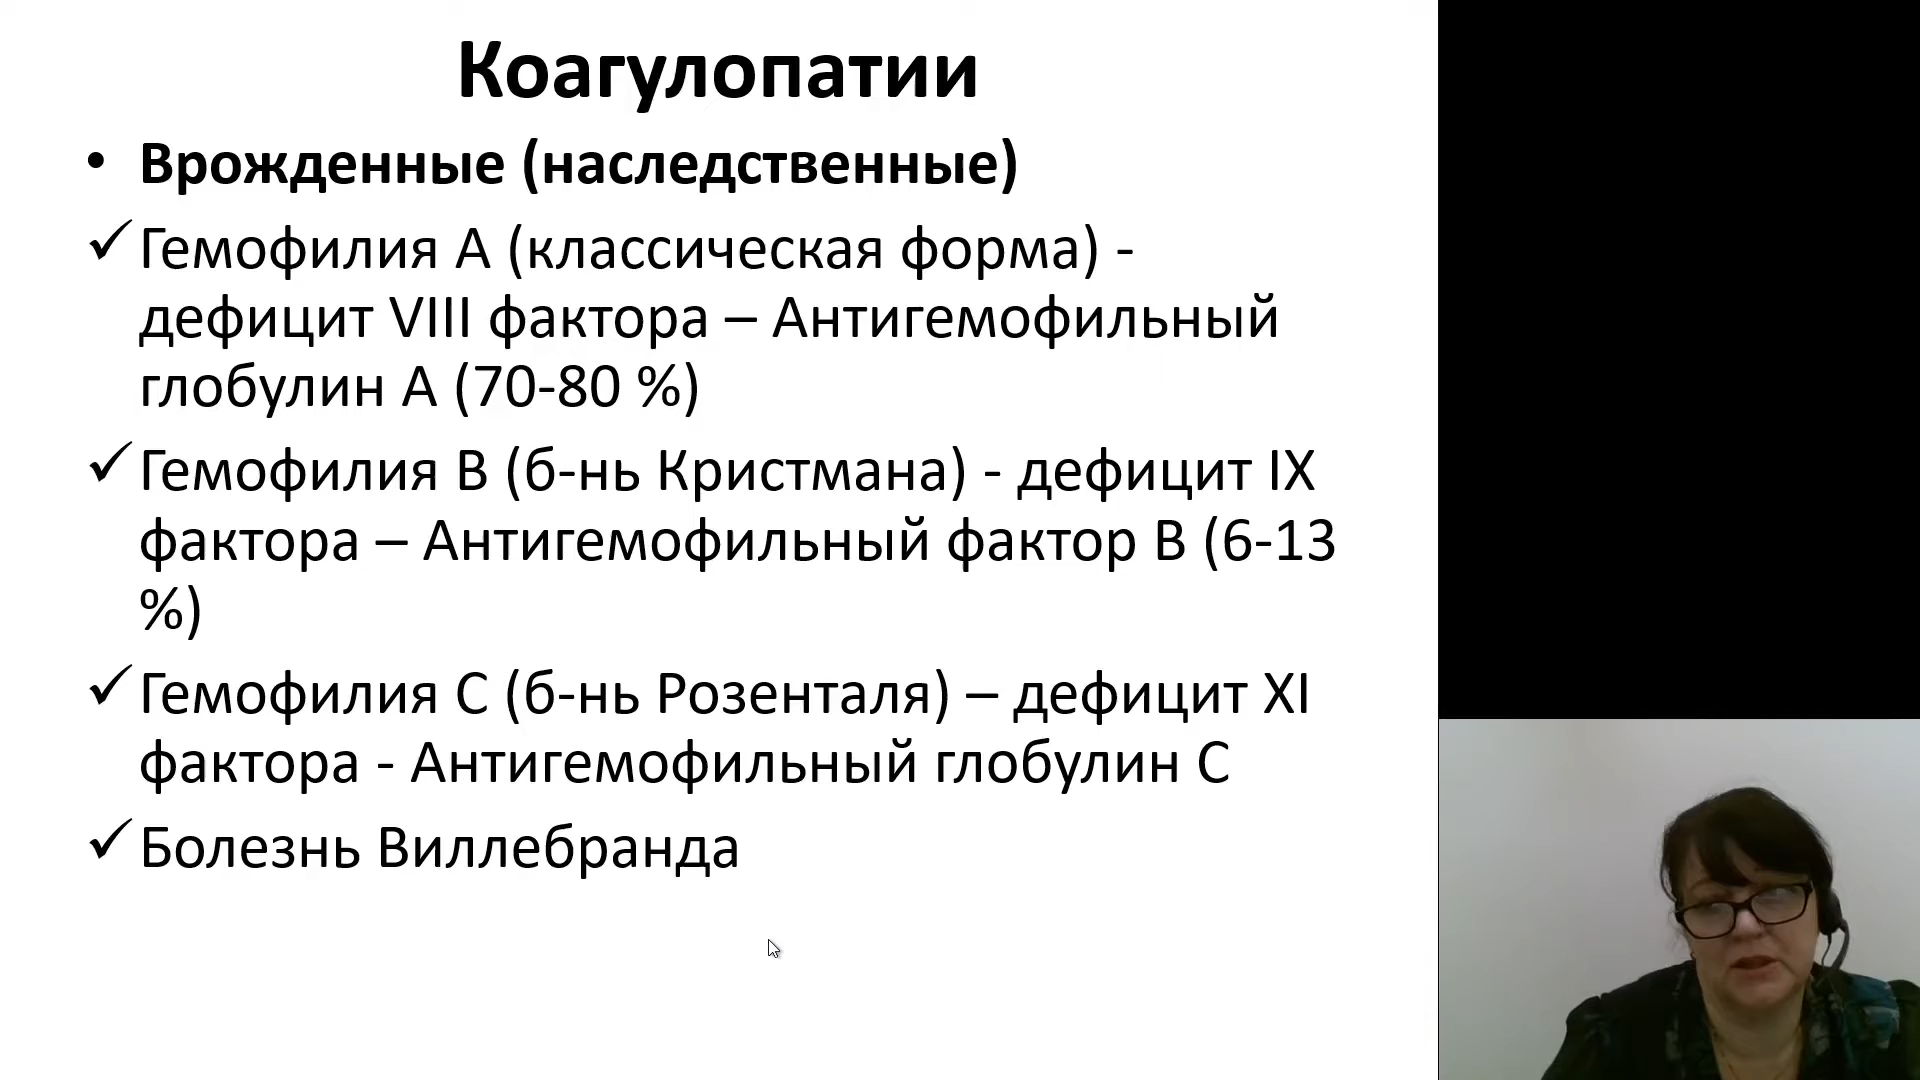 Коагулопатии
• Врожденные (наследственные)
✓ Гемофилия А (классическая форма) -
дефицит VIII фактора – Антигемофильный
глобулин А (70-80 %)
✓ Гемофилия В (б-нь Кристмана) - дефицит IX
фактора – Антигемофильный фактор В (6-13
%)
✓ Гемофилия С (б-нь Розенталя) – дефицит XI
фактора - Антигемофильный глобулин С
✓ Болезнь Виллебранда